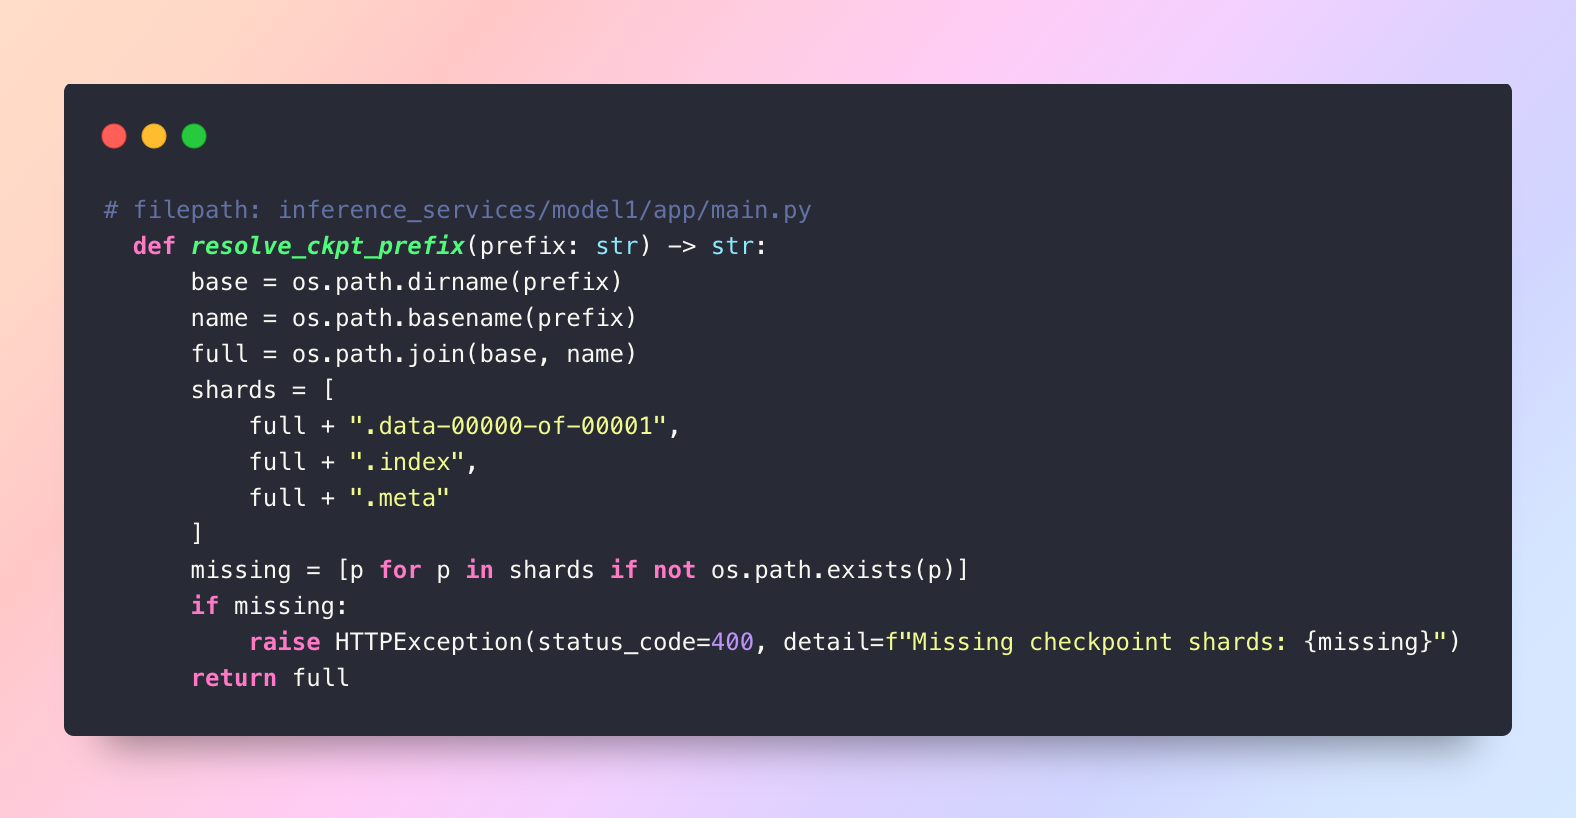 # filepath: inference_services/model1/app/main.py
  def resolve_ckpt_prefix(prefix: str) -> str:
      base = os.path.dirname(prefix)
      name = os.path.basename(prefix)
      full = os.path.join(base, name)
      shards = [
          full + ".data-00000-of-00001",
          full + ".index",
          full + ".meta"
      ]
      missing = [p for p in shards if not os.path.exists(p)]
      if missing:
          raise HTTPException(status_code=400, detail=f"Missing checkpoint shards: {missing}")
      return full